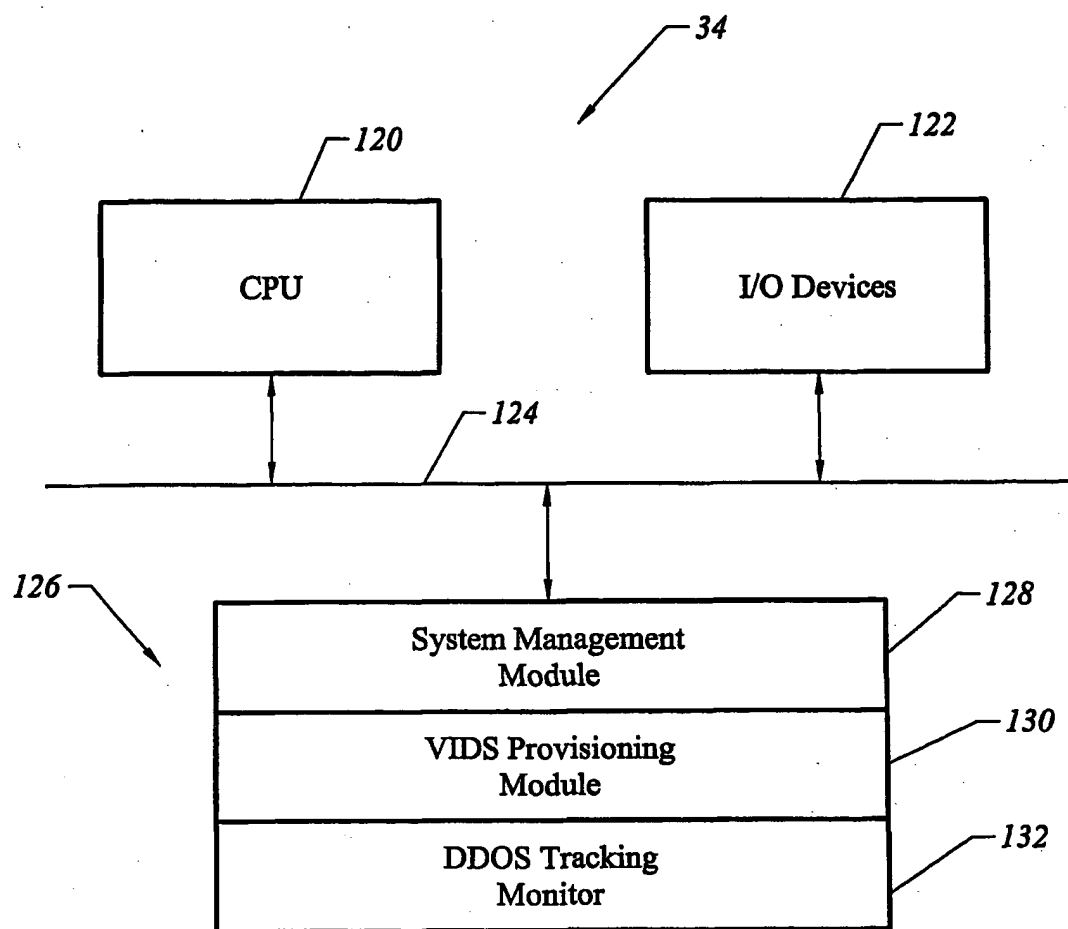 34
120
122
CPU
I/O Devices
124
126
128
System Management
Module
130
VIDS Provisioning
Module
132
DDOS Tracking
Monitor